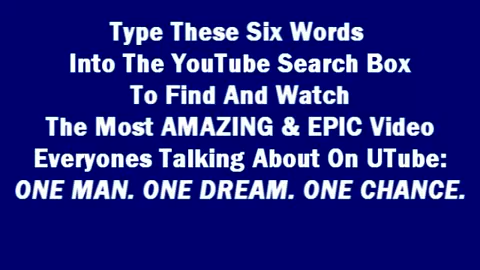 Type These Six Words
Into The YouTube Search Box
To Find And Watch
The Most AMAZING & EPIC Video
Everyones Talking About On UTube:
ONE MAN. ONE DREAM. ONE CHANCE.